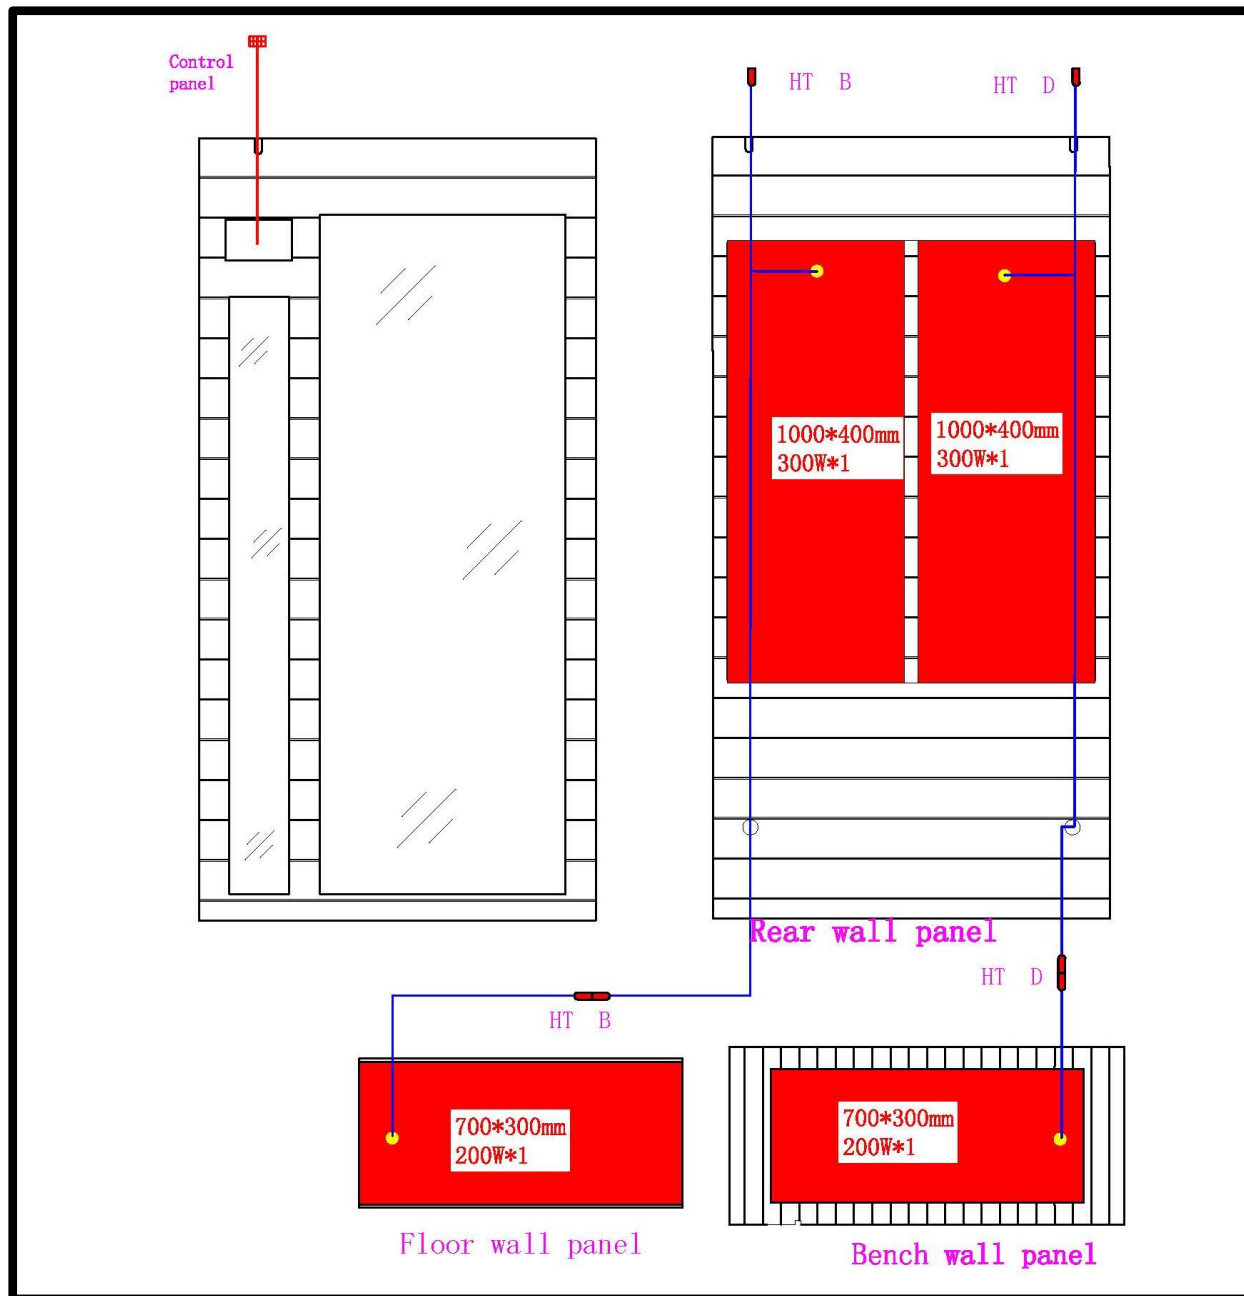 Control
panel
HT B
HT D
1000*400mm
300W*1
1000*400mm
300W*1
Rear wall panel
HT D
HT B
700*300mm
200W*1
700*300mm
200W*1
Floor wall panel
Bench wall panel